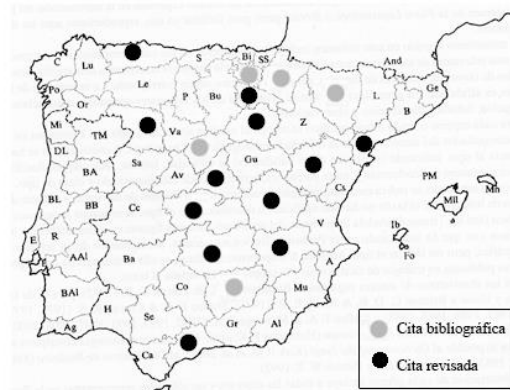 C Lu S Bi SS And
Po Or Le P Bu L Ge
Mi TM Va Z B
DL Sa Av Gu
BA Cs PM Mh
BL BB Cc Mll
E R V Ib
AAl Ba A Fo
BAl Co Mu
Ag H Se Gr Al
Ca
Cita bibliográfica
Cita revisada